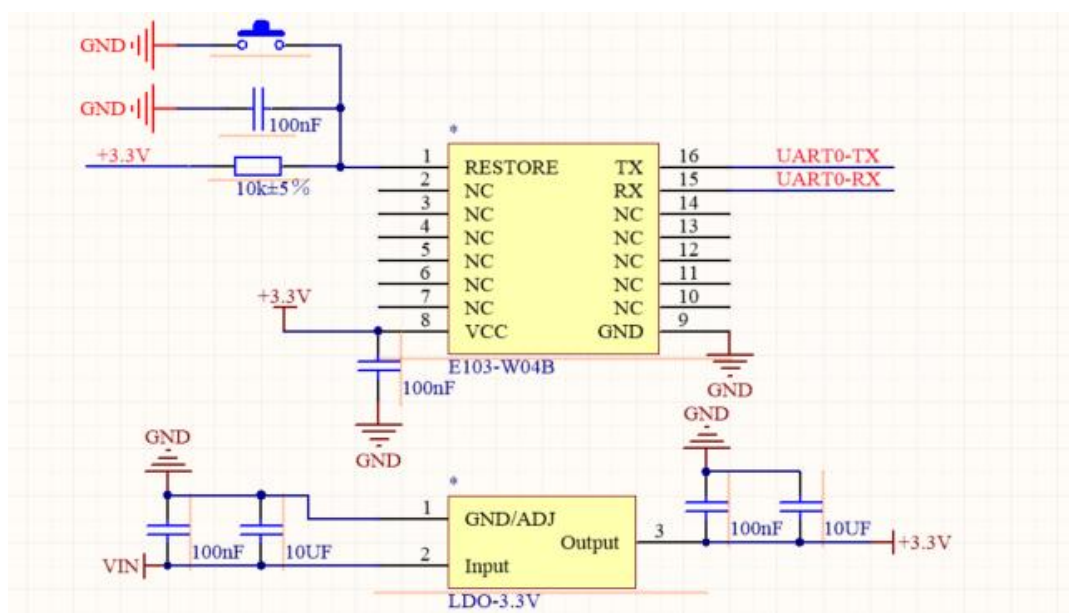 GND
GND
100nF
+3.3V
10k±5%
*
1 RESTORE TX 16 UART0-TX
2 NC RX 15 UART0-RX
3 NC NC 14
4 NC NC 13
5 NC NC 12
6 NC NC 11
7 NC NC 10
8 VCC GND 9
E103-W04B
+3.3V
100nF
GND
GND
GND
GND
*
1 GND/ADJ
2 Input
Output 3
LDO-3.3V
100nF
10UF
VIN
100nF
10UF
+3.3V